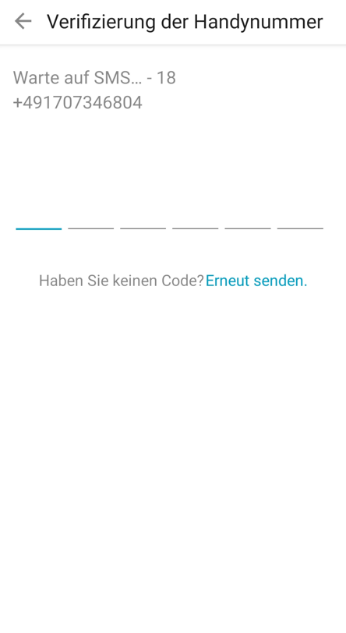 Verifizierung der Handynummer
Warte auf SMS... - 18
+491707346804
Haben Sie keinen Code?Erneut senden.